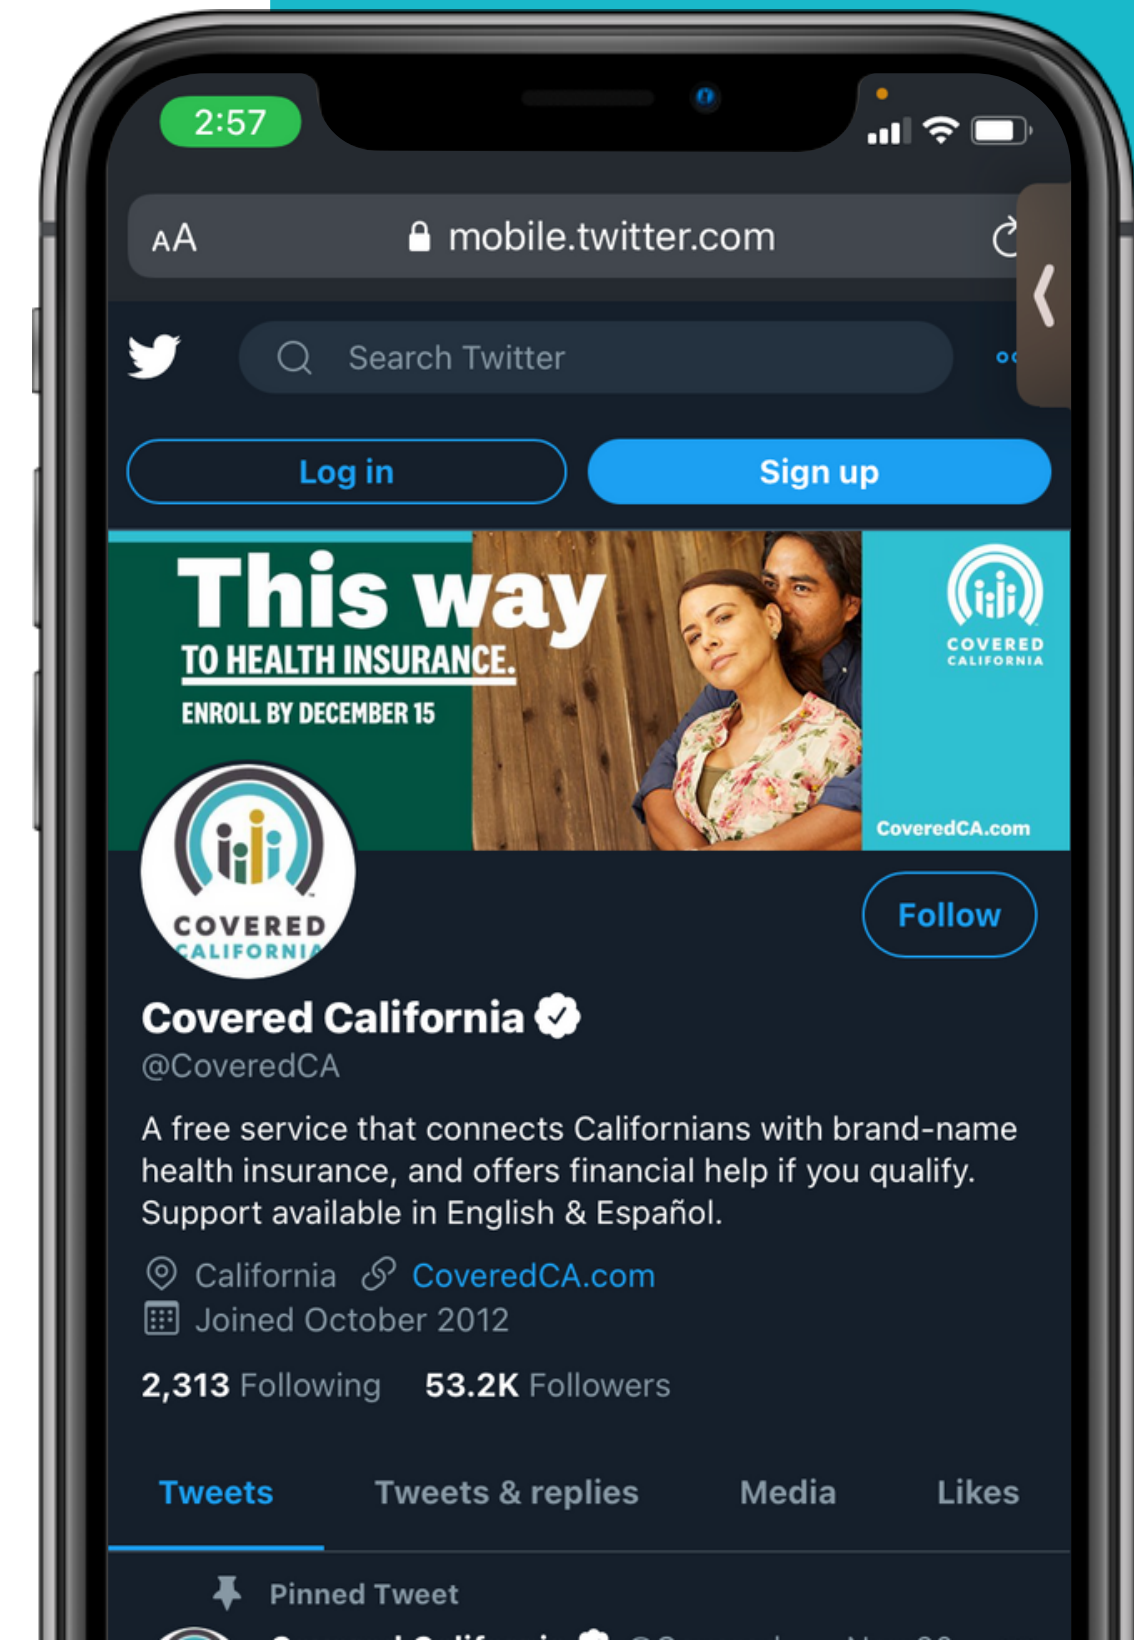 2:57
AA mobile.twitter.com
Search Twitter
Log in
Sign up
This way
TO HEALTH INSURANCE.
ENROLL BY DECEMBER 15
COVERED
CALIFORNIA
CoveredCA.com
COVERED
CALIFORNIA
Follow
Covered California
@CoveredCA
A free service that connects Californians with brand-name
health insurance, and offers financial help if you qualify.
Support available in English & Español.
California CoveredCA.com
Joined October 2012
2,313 Following 53.2K Followers
Tweets Tweets & replies Media Likes
Pinned Tweet